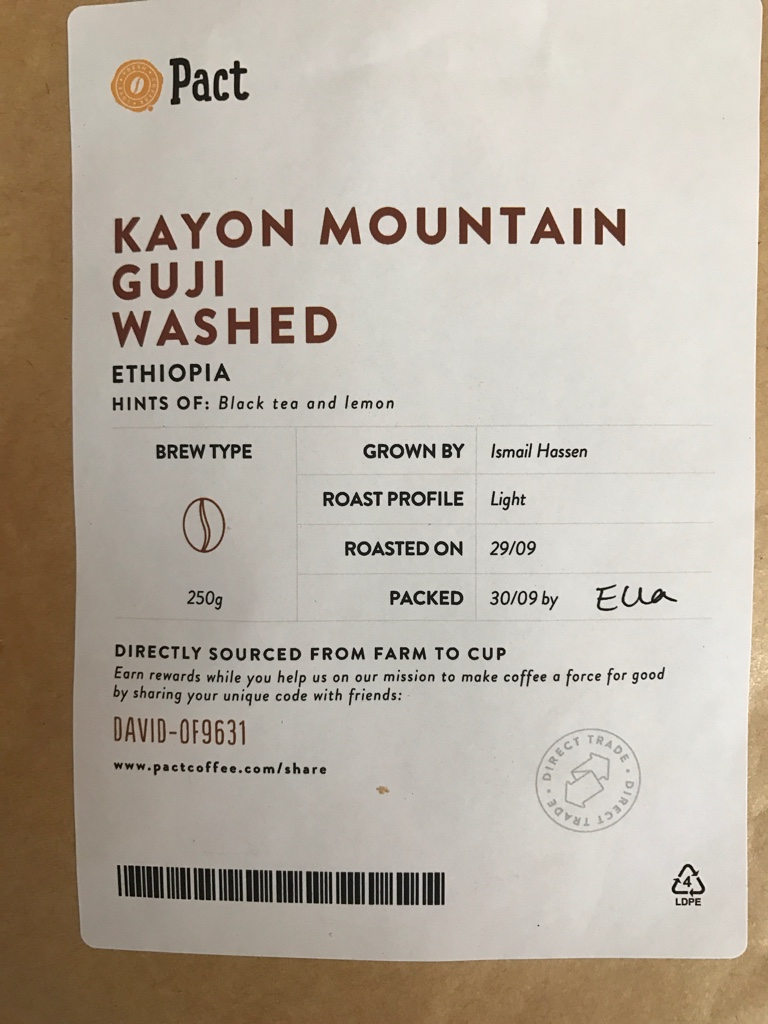 Pact
KAYON MOUNTAIN
GUJI
WASHED
ETHIOPIA
HINTS OF: Black tea and lemon
BREW TYPE
250g
GROWN BY Ismail Hassen
ROAST PROFILE Light
ROASTED ON 29/09
PACKED 30/09 by Ella
DIRECTLY SOURCED FROM FARM TO CUP
Earn rewards while you help us on our mission to make coffee a force for good
by sharing your unique code with friends:
DAVID-OF9631
www.pactcoffee.com/share
DIRECT TRADE · DIRECT TRADE · DIRECT TRADE ·
4
LDPE